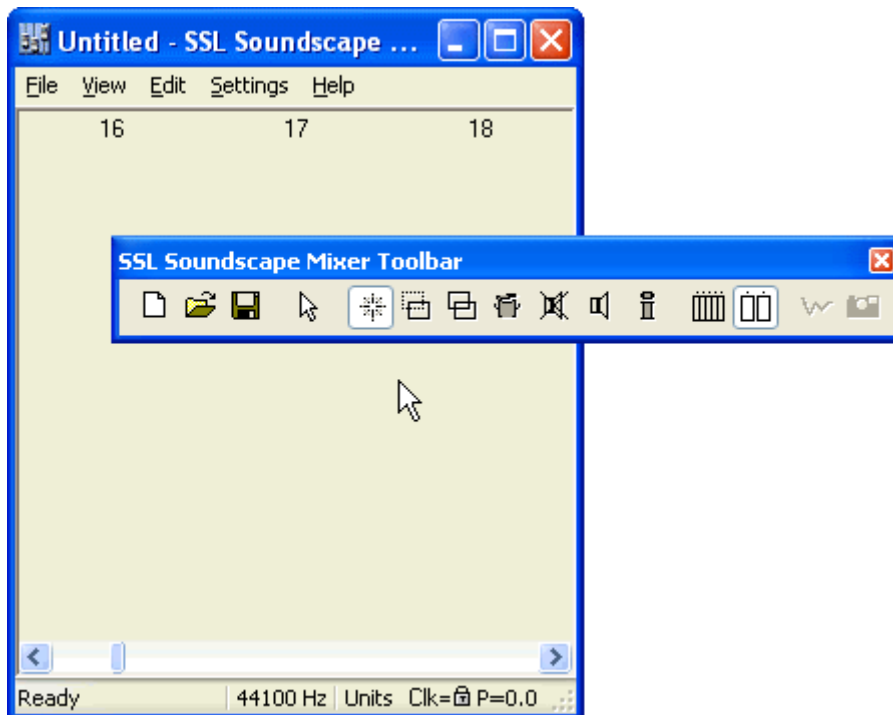 Untitled - SSL Soundscape ...
File View Edit Settings Help
16 17 18
SSL Soundscape Mixer Toolbar
Ready 44100 Hz Units Clk= P=0.0